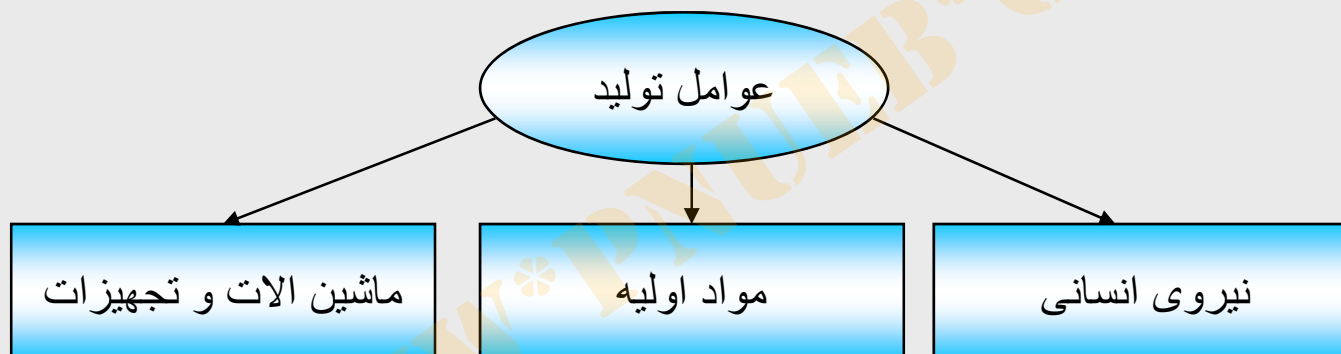 عوامل تولید
نیروی انسانی
مواد اولیه
ماشین الات و تجهیزات